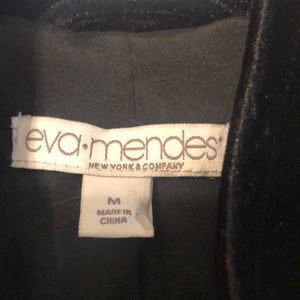 eva•mendes
NEW YORK & COMPANY
M
MADE IN
CHINA